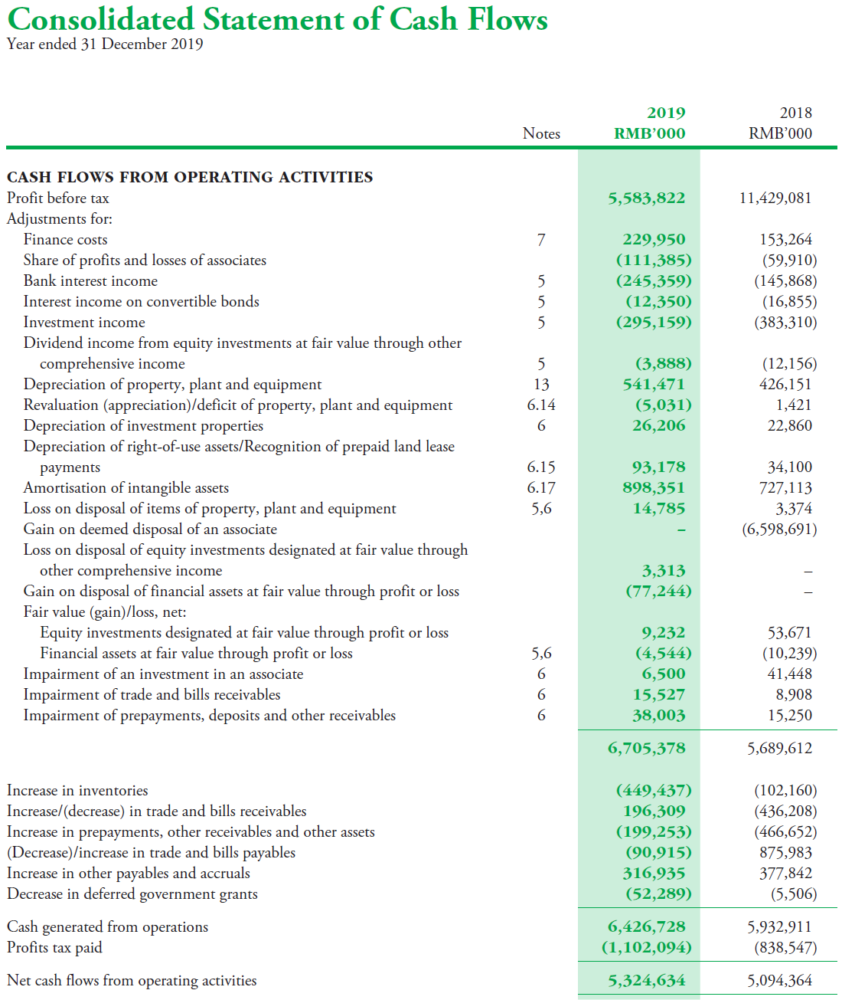 Consolidated Statement of Cash Flows
Year ended 31 December 2019
2019 2018
Notes RMB’000 RMB’000
CASH FLOWS FROM OPERATING ACTIVITIES
Profit before tax 5,583,822 11,429,081
Adjustments for:
Finance costs 7 229,950 153,264
Share of profits and losses of associates (111,385) (59,910)
Bank interest income 5 (245,359) (145,868)
Interest income on convertible bonds 5 (12,350) (16,855)
Investment income 5 (295,159) (383,310)
Dividend income from equity investments at fair value through other
comprehensive income 5 (3,888) (12,156)
Depreciation of property, plant and equipment 13 541,471 426,151
Revaluation (appreciation)/deficit of property, plant and equipment 6.14 (5,031) 1,421
Depreciation of investment properties 6 26,206 22,860
Depreciation of right-of-use assets/Recognition of prepaid land lease
payments 6.15 93,178 34,100
Amortisation of intangible assets 6.17 898,351 727,113
Loss on disposal of items of property, plant and equipment 5,6 14,785 3,374
Gain on deemed disposal of an associate – (6,598,691)
Loss on disposal of equity investments designated at fair value through
other comprehensive income 3,313 –
Gain on disposal of financial assets at fair value through profit or loss (77,244) –
Fair value (gain)/loss, net:
Equity investments designated at fair value through profit or loss 9,232 53,671
Financial assets at fair value through profit or loss 5,6 (4,544) (10,239)
Impairment of an investment in an associate 6 6,500 41,448
Impairment of trade and bills receivables 6 15,527 8,908
Impairment of prepayments, deposits and other receivables 6 38,003 15,250
6,705,378 5,689,612
Increase in inventories (449,437) (102,160)
Increase/(decrease) in trade and bills receivables 196,309 (436,208)
Increase in prepayments, other receivables and other assets (199,253) (466,652)
(Decrease)/increase in trade and bills payables (90,915) 875,983
Increase in other payables and accruals 316,935 377,842
Decrease in deferred government grants (52,289) (5,506)
Cash generated from operations 6,426,728 5,932,911
Profits tax paid (1,102,094) (838,547)
Net cash flows from operating activities 5,324,634 5,094,364